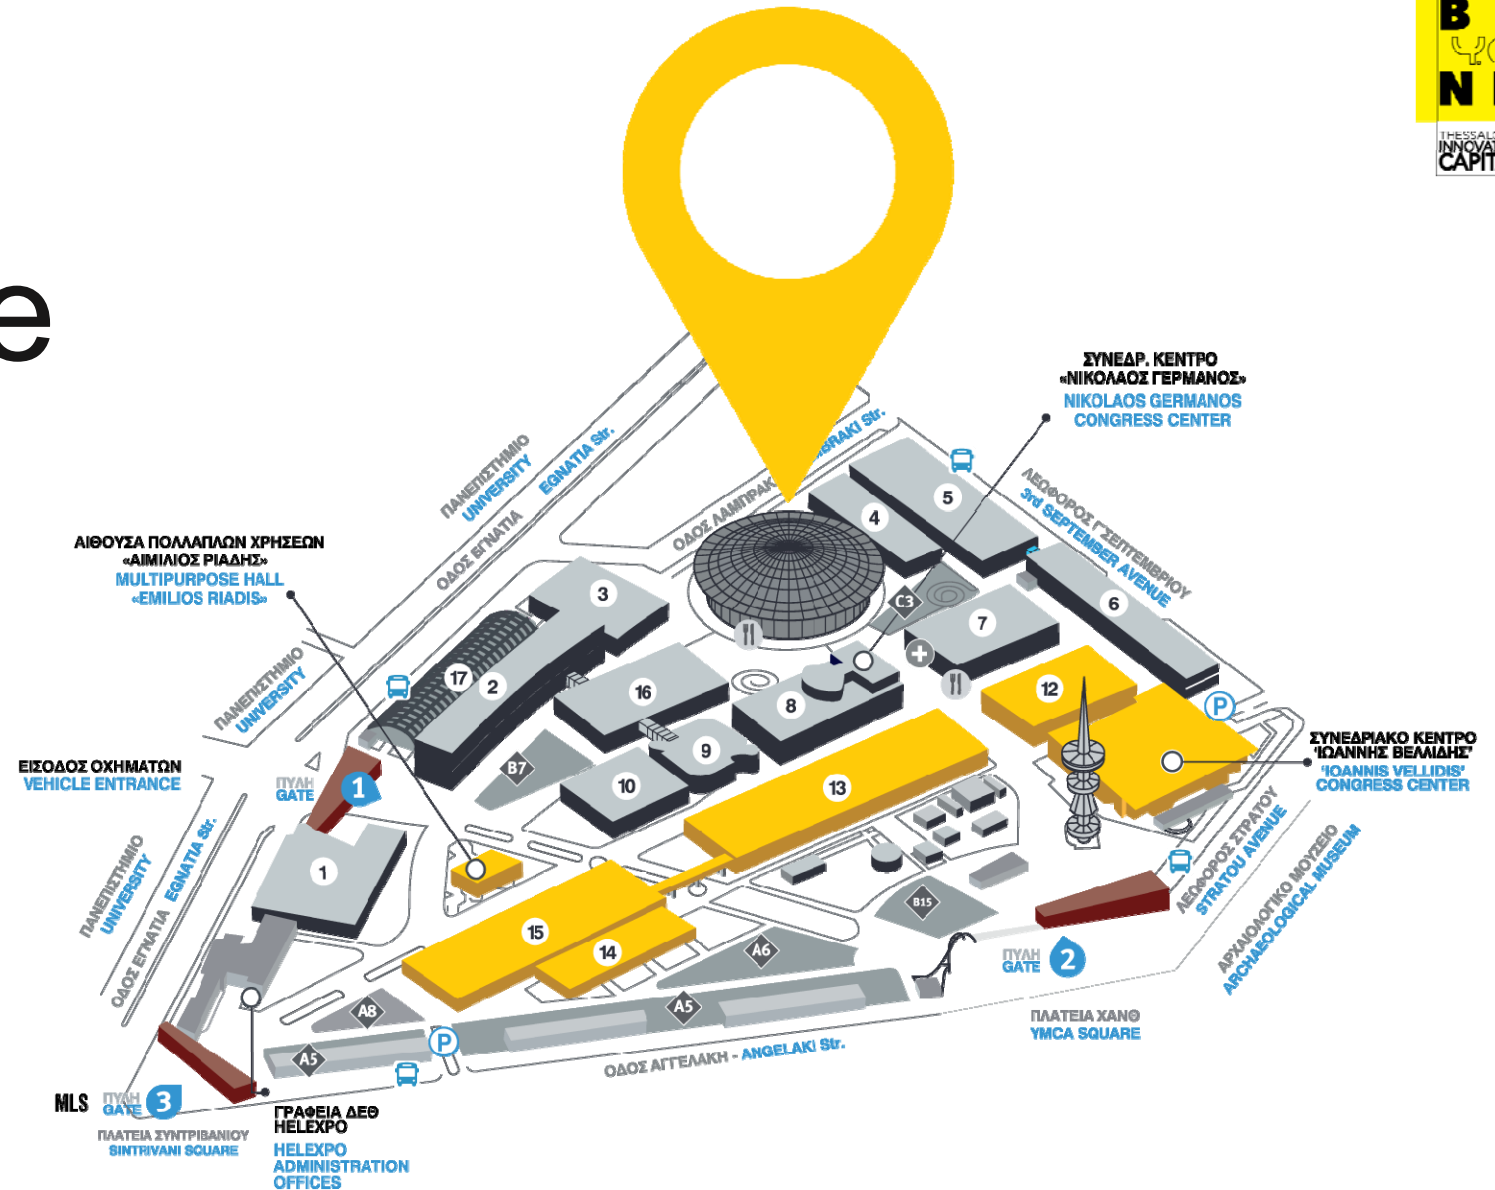 B
N
THESSAL
INNOVAT
CAPIT
e
ΣΥΝΕΔΡ. ΚΕΝΤΡΟ
«ΝΙΚΟΛΑΟΣ ΓΕΡΜΑΝΟΣ»
NIKOLAOS GERMANOS
CONGRESS CENTER
ΠΑΝΕΠΙΣΤΗΜΙΟ
UNIVERSITY
ΟΔΟΣ ΕΓΝΑΤΙΑ
EGNATIA Str.
ΟΔΟΣ ΛΑΜΠΡΑΚ
BRAKI Str.
ΛΕΩΦΟΡΟΣ Γ'ΣΕΠΤΕΜΒΡΙΟΥ
3rd SEPTEMBER AVENUE
ΑΙΘΟΥΣΑ ΠΟΛΛΑΠΛΩΝ ΧΡΗΣΕΩΝ
«ΑΙΜΙΛΙΟΣ ΡΙΑΔΗΣ»
MULTIPURPOSE HALL
«EMILIOS RIADIS»
5
4
3
C3
6
7
17
2
16
12
8
9
P
ΠΑΝΕΠΙΣΤΗΜΙΟ
UNIVERSITY
ΣΥΝΕΔΡΙΑΚΟ ΚΕΝΤΡΟ
'ΙΩΑΝΝΗΣ ΒΕΛΛΙΔΗΣ'
'IOANNIS VELLIDIS'
CONGRESS CENTER
ΕΙΣΟΔΟΣ ΟΧΗΜΑΤΩΝ
VEHICLE ENTRANCE
ΠΥΛΗ
GATE
1
B7
10
13
1
ΠΑΝΕΠΙΣΤΗΜΙΟ
UNIVERSITY
ΟΔΟΣ ΕΓΝΑΤΙΑ EGNATIA Str.
ΛΕΩΦΟΡΟΣ ΣΤΡΑΤΟΥ
STRATOU AVENUE
ΑΡΧΑΙΟΛΟΓΙΚΟ ΜΟΥΣΕΙΟ
ARCHAEOLOGICAL MUSEUM
B15
15
14
A6
ΠΥΛΗ
GATE
2
A8
A5
ΠΛΑΤΕΙΑ ΧΑΝΘ
YMCA SQUARE
P
A5
ΟΔΟΣ ΑΓΓΕΛΑΚΗ - ANGELAKI Str.
MLS
ΠΥΛΗ
GATE
3
ΠΛΑΤΕΙΑ ΣΥΝΤΡΙΒΑΝΙΟΥ
SINTRIVANI SQUARE
ΓΡΑΦΕΙΑ ΔΕΘ
HELEXPO
HELEXPO
ADMINISTRATION
OFFICES